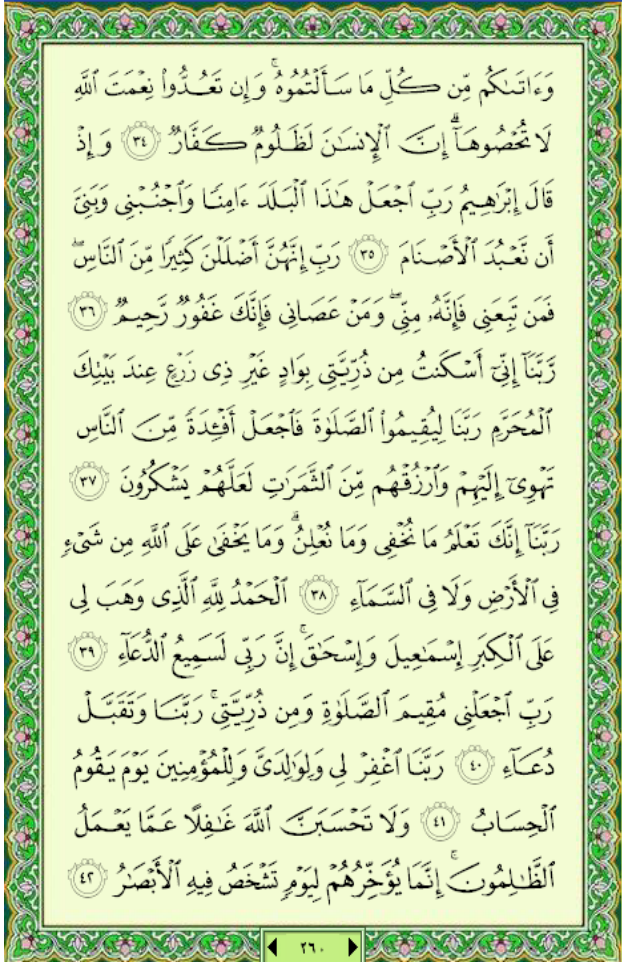 وَءَاتَىٰكُم مِّن كُلِّ مَا سَأَلْتُمُوهُ ۚ وَإِن تَعُدُّوا۟ نِعْمَتَ ٱللَّهِ
لَا تُحْصُوهَآ ۗ إِنَّ ٱلْإِنسَـٰنَ لَظَلُومٌ كَفَّارٌ ٣٤ وَإِذْ
قَالَ إِبْرَٰهِيمُ رَبِّ ٱجْعَلْ هَـٰذَا ٱلْبَلَدَ ءَامِنًا وَٱجْنُبْنِى وَبَنِىَّ
أَن نَّعْبُدَ ٱلْأَصْنَامَ ٣٥ رَبِّ إِنَّهُنَّ أَضْلَلْنَ كَثِيرًا مِّنَ ٱلنَّاسِ ۖ
فَمَن تَبِعَنِى فَإِنَّهُۥ مِنِّى ۖ وَمَنْ عَصَانِى فَإِنَّكَ غَفُورٌ رَّحِيمٌ ٣٦
رَّبَّنَآ إِنِّىٓ أَسْكَنتُ مِن ذُرِّيَّتِى بِوَادٍ غَيْرِ ذِى زَرْعٍ عِندَ بَيْتِكَ
ٱلْمُحَرَّمِ رَبَّنَا لِيُقِيمُوا۟ ٱلصَّلَوٰةَ فَٱجْعَلْ أَفْـِٔدَةً مِّنَ ٱلنَّاسِ
تَهْوِىٓ إِلَيْهِمْ وَٱرْزُقْهُم مِّنَ ٱلثَّمَرَٰتِ لَعَلَّهُمْ يَشْكُرُونَ ٣٧
رَبَّنَآ إِنَّكَ تَعْلَمُ مَا نُخْفِى وَمَا نُعْلِنُ ۗ وَمَا يَخْفَىٰ عَلَى ٱللَّهِ مِن شَىْءٍ
فِى ٱلْأَرْضِ وَلَا فِى ٱلسَّمَآءِ ٣٨ ٱلْحَمْدُ لِلَّهِ ٱلَّذِى وَهَبَ لِى
عَلَى ٱلْكِبَرِ إِسْمَـٰعِيلَ وَإِسْحَـٰقَ ۚ إِنَّ رَبِّى لَسَمِيعُ ٱلدُّعَآءِ ٣٩
رَبِّ ٱجْعَلْنِى مُقِيمَ ٱلصَّلَوٰةِ وَمِن ذُرِّيَّتِى ۚ رَبَّنَا وَتَقَبَّلْ
دُعَآءِ ٤٠ رَبَّنَا ٱغْفِرْ لِى وَلِوَٰلِدَىَّ وَلِلْمُؤْمِنِينَ يَوْمَ يَقُومُ
ٱلْحِسَابُ ٤١ وَلَا تَحْسَبَنَّ ٱللَّهَ غَـٰفِلًا عَمَّا يَعْمَلُ
ٱلظَّـٰلِمُونَ ۚ إِنَّمَا يُؤَخِّرُهُمْ لِيَوْمٍ تَشْخَصُ فِيهِ ٱلْأَبْصَـٰرُ ٤٢
٢٦٠